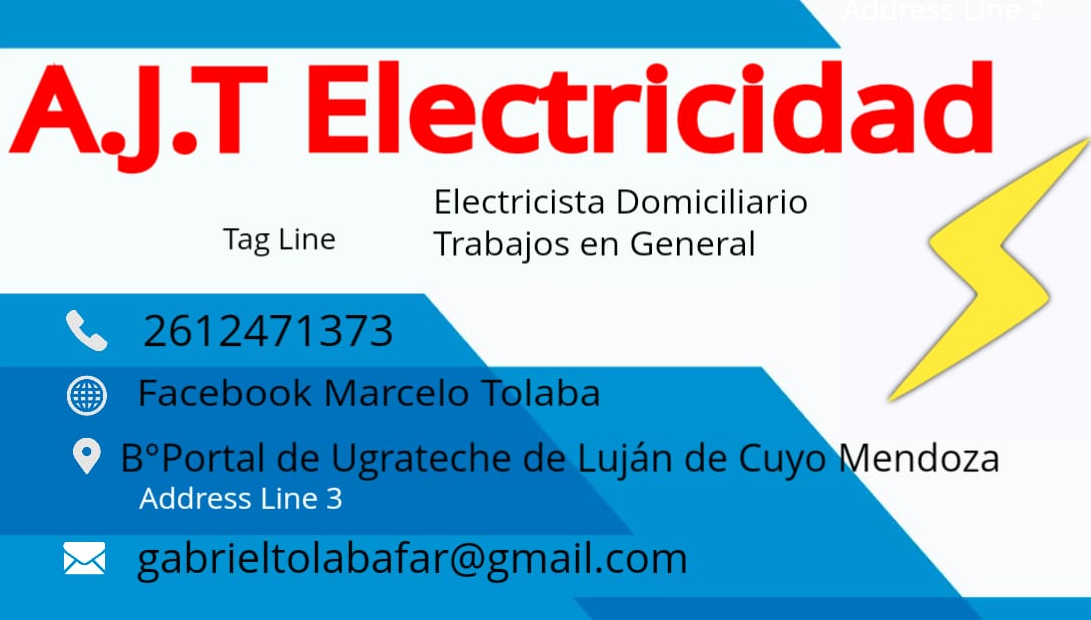 Address Line 2
A.J.T Electricidad
Electricista Domiciliario
Tag Line
Trabajos en General
2612471373
Facebook Marcelo Tolaba
B°Portal de Ugrateche de Luján de Cuyo Mendoza
Address Line 3
gabrieltolabafar@gmail.com